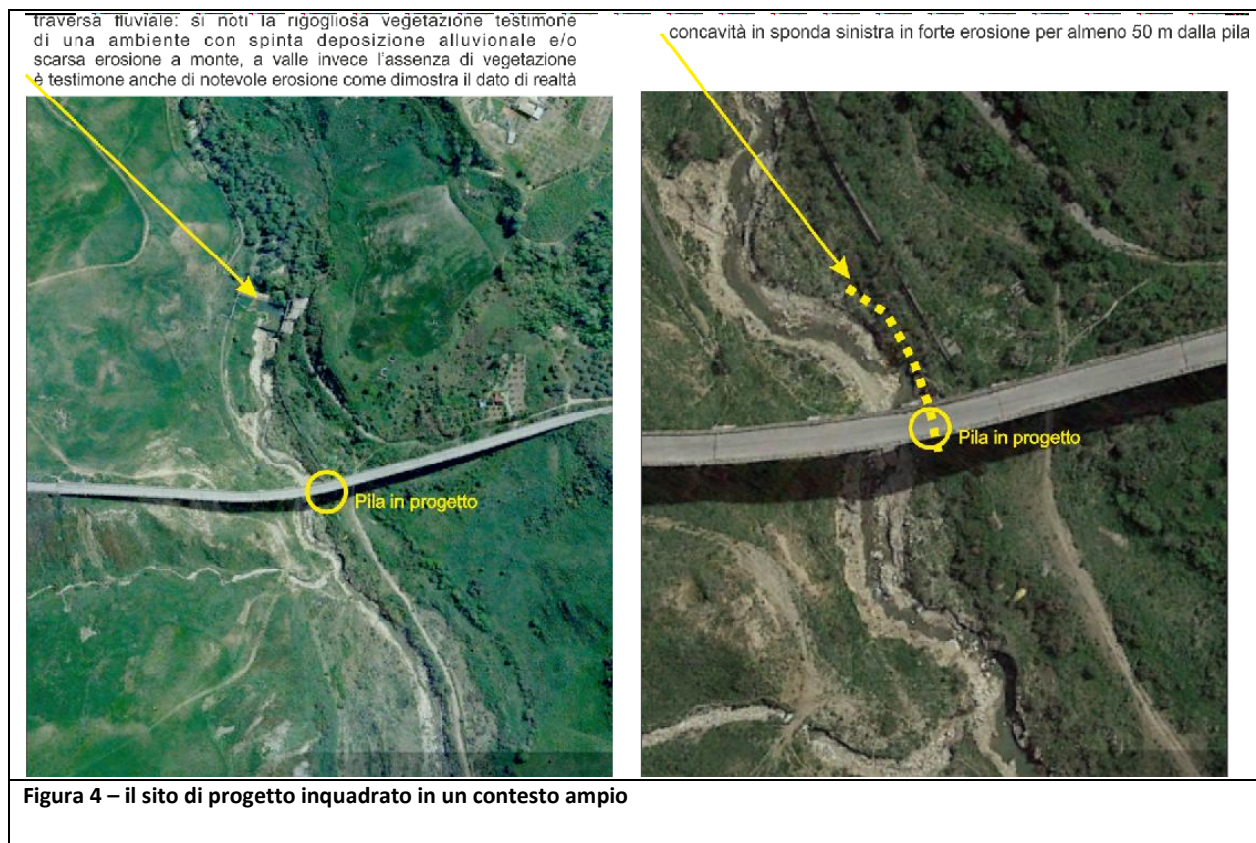 traversa fluviale: si noti la rigogliosa vegetazione testimone
di una ambiente con spinta deposizione alluvionale e/o
scarsa erosione a monte, a valle invece l'assenza di vegetazione
è testimone anche di notevole erosione come dimostra il dato di realtà
concavità in sponda sinistra in forte erosione per almeno 50 m dalla pila
Pila in progetto
Pila in progetto
Figura 4 – il sito di progetto inquadrato in un contesto ampio